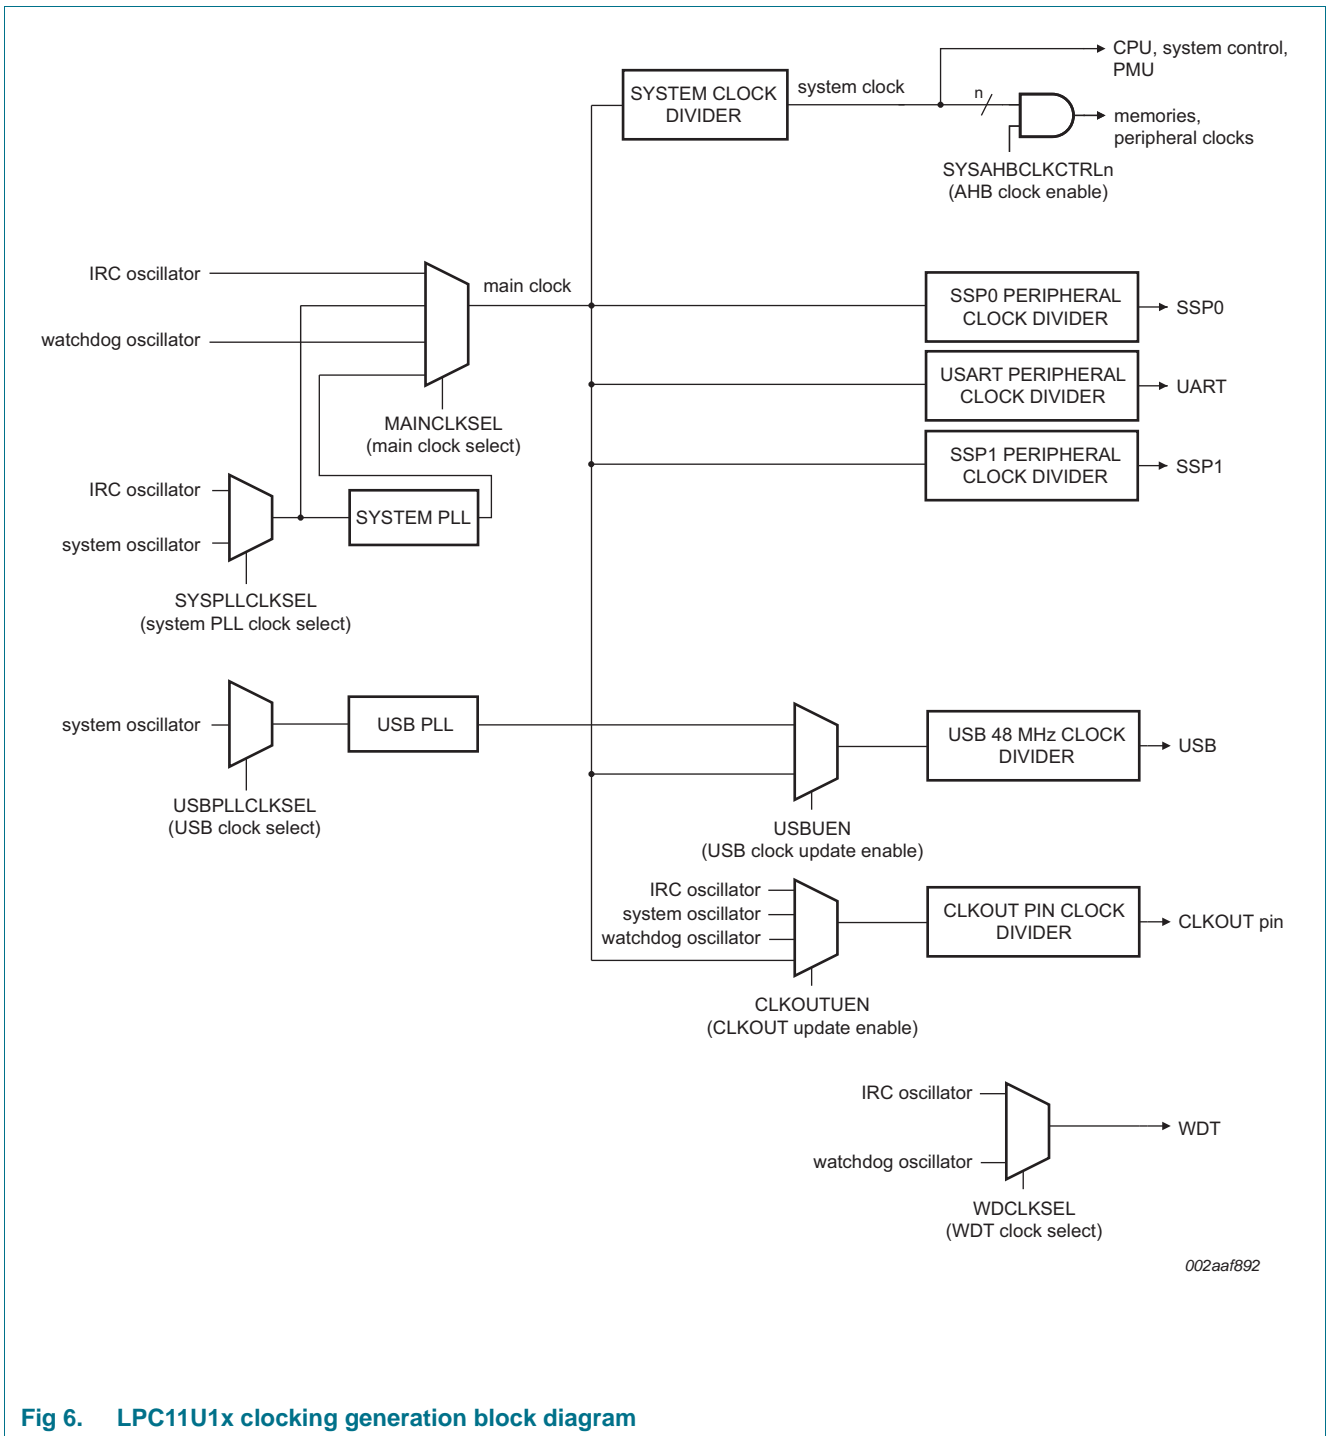 CPU, system control,
PMU
SYSTEM CLOCK
DIVIDER
system clock
n
memories,
peripheral clocks
SYSAHBCLKCTRLn
(AHB clock enable)
IRC oscillator
main clock
watchdog oscillator
MAINCLKSEL
(main clock select)
SSP0 PERIPHERAL
CLOCK DIVIDER
SSP0
USART PERIPHERAL
CLOCK DIVIDER
UART
SSP1 PERIPHERAL
CLOCK DIVIDER
SSP1
IRC oscillator
system oscillator
SYSTEM PLL
SYSPLLCLKSEL
(system PLL clock select)
system oscillator
USB PLL
USBPLLCLKSEL
(USB clock select)
USB 48 MHz CLOCK
DIVIDER
USB
USBUEN
(USB clock update enable)
IRC oscillator
system oscillator
watchdog oscillator
CLKOUT PIN CLOCK
DIVIDER
CLKOUT pin
CLKOUTUEN
(CLKOUT update enable)
IRC oscillator
watchdog oscillator
WDT
WDCLKSEL
(WDT clock select)
002aaf892
Fig 6. LPC11U1x clocking generation block diagram